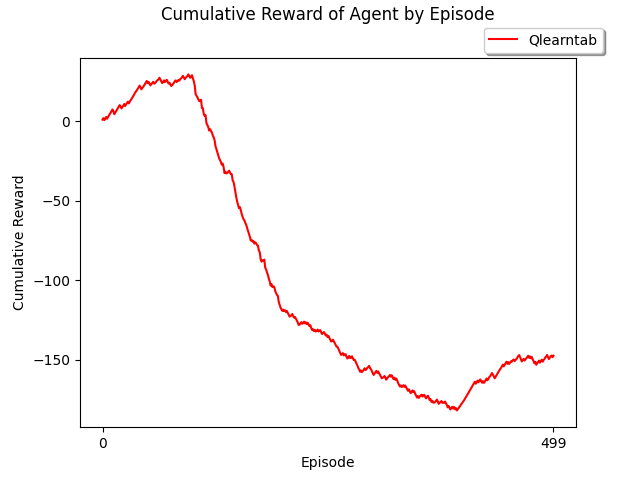 Cumulative Reward of Agent by Episode
Qlearntab
0
−50
−100
−150
Cumulative Reward
0
499
Episode